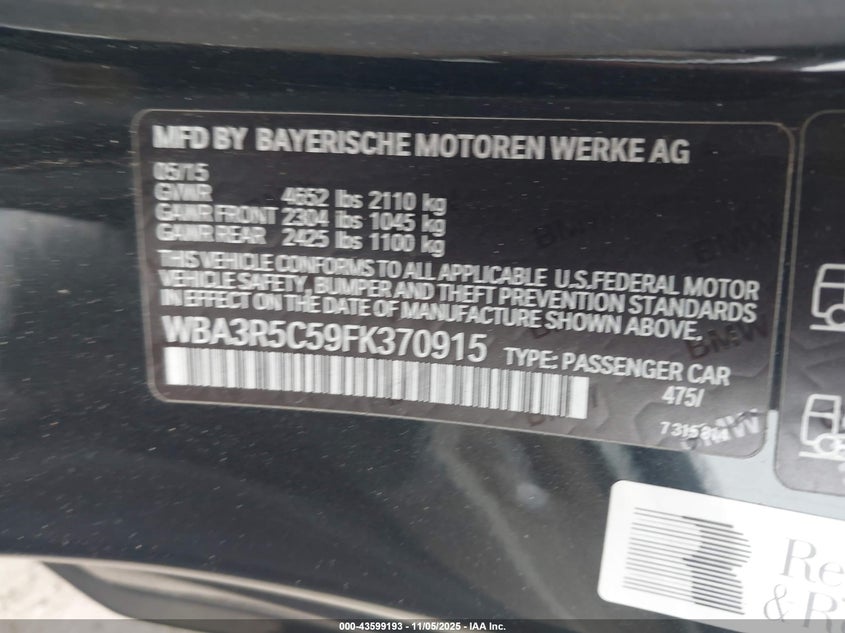 MFD BY BAYERISCHE MOTOREN WERKE AG
05/15
GVWR 4652 lbs 2110 kg
GAWR FRONT 2304 lbs 1045 kg
GAWR REAR 2425 lbs 1100 kg
THIS VEHICLE CONFORMS TO ALL APPLICABLE U.S.FEDERAL MOTOR
VEHICLE SAFETY, BUMPER AND THEFT PREVENTION STANDARDS
IN EFFECT ON THE DATE OF MANUFACTURE SHOWN ABOVE.
WBA3R5C59FK370915 TYPE: PASSENGER CAR
475/
BMW
Re
& R
000-43599193 - 11/05/2025 - IAA Inc.